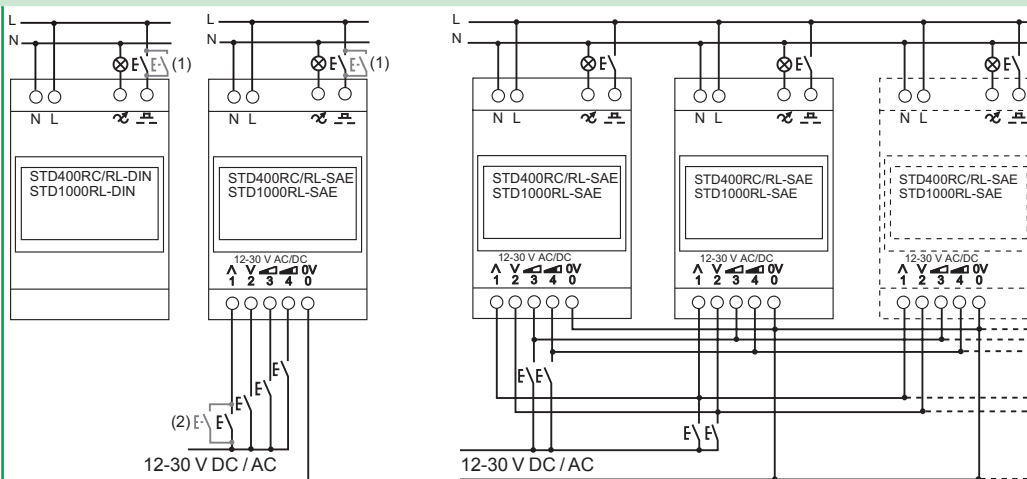 L
N
(1)
N L
STD400RC/RL-DIN
STD1000RL-DIN
L
N
(1)
N L
STD400RC/RL-SAE
STD1000RL-SAE
12-30 V AC/DC
0V
1 2 3 4 0
(2)
12-30 V DC / AC
L
N
N L
STD400RC/RL-SAE
STD1000RL-SAE
12-30 V AC/DC
0V
1 2 3 4 0
N L
STD400RC/RL-SAE
STD1000RL-SAE
12-30 V AC/DC
0V
1 2 3 4 0
N L
STD400RC/RL-SAE
STD1000RL-SAE
12-30 V AC/DC
0V
1 2 3 4 0
12-30 V DC / AC